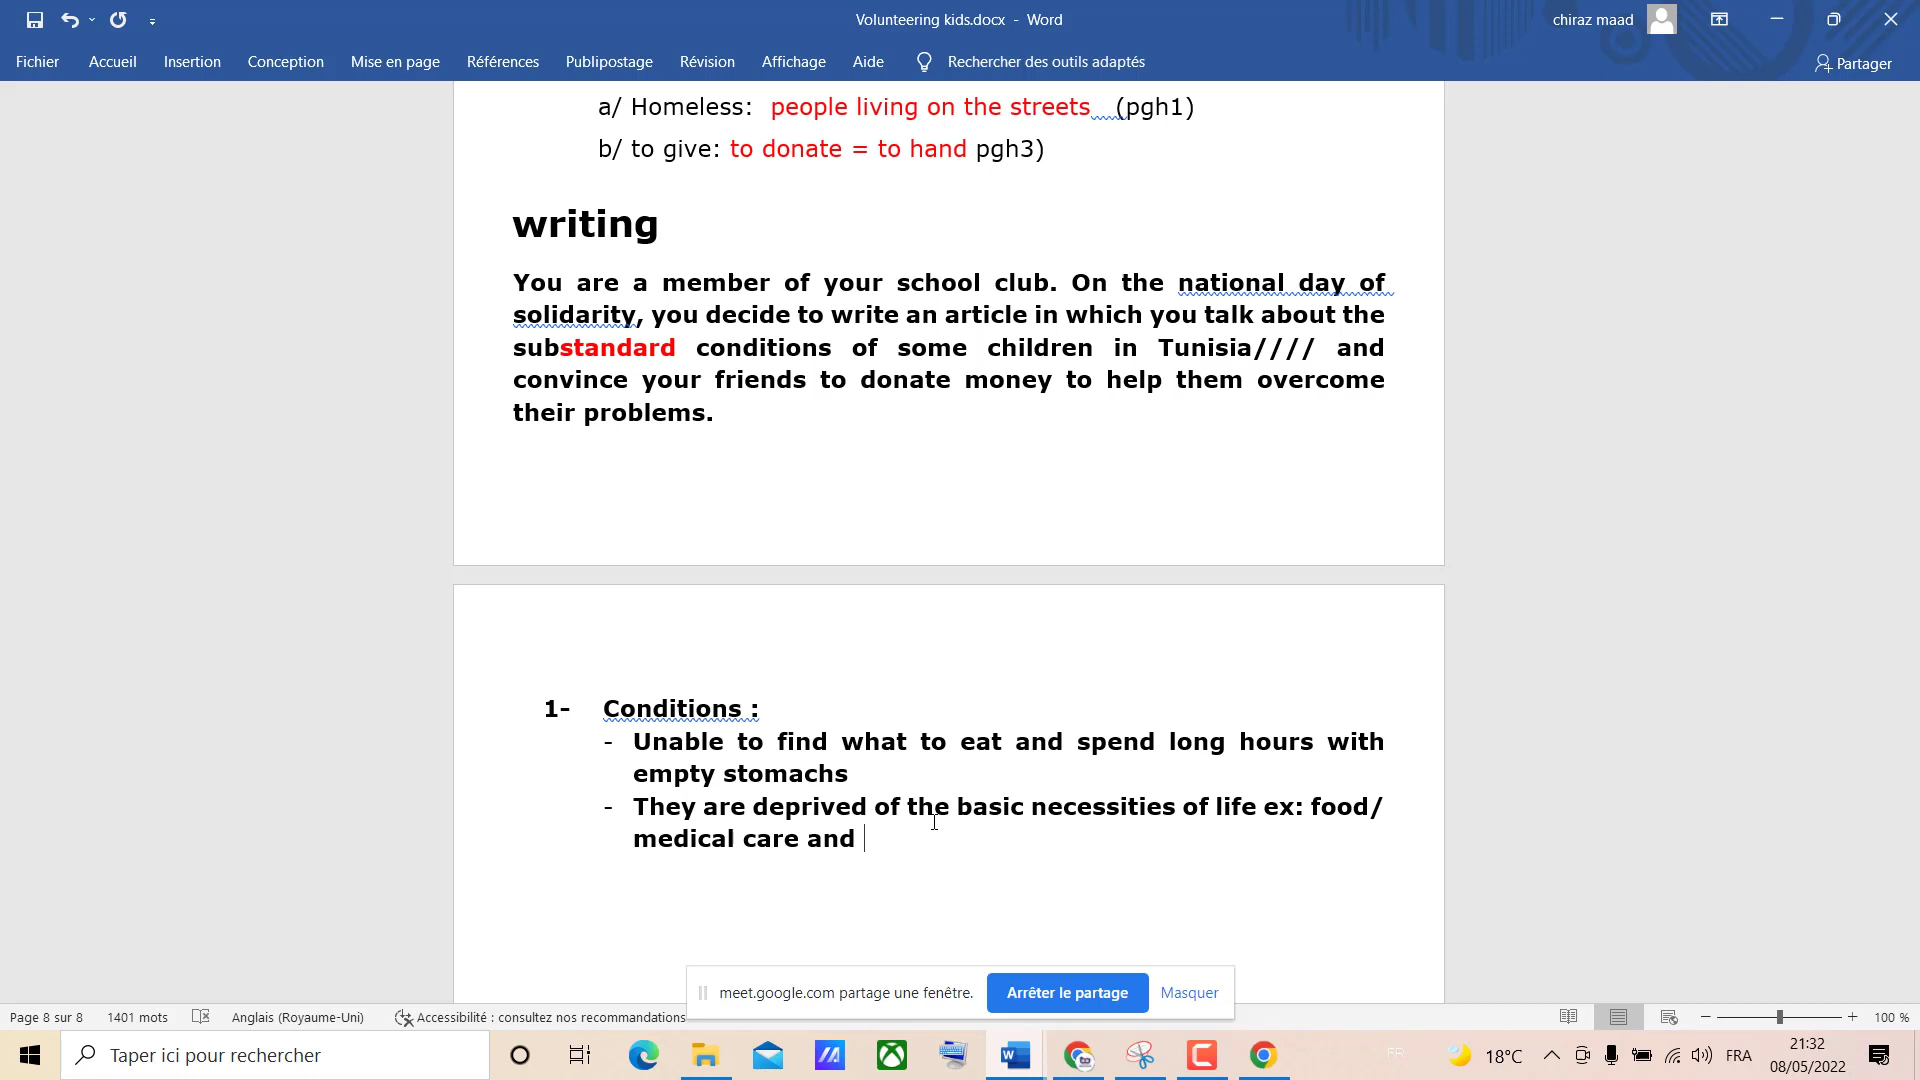 Volunteering kids.docx - Word
chiraz maad
Fichier Accueil Insertion Conception Mise en page Références Publipostage Révision Affichage Aide Rechercher des outils adaptés Partager
a/ Homeless: people living on the streets (pgh1)
b/ to give: to donate = to hand pgh3)
writing
You are a member of your school club. On the national day of
solidarity, you decide to write an article in which you talk about the
substandard conditions of some children in Tunisia//// and
convince your friends to donate money to help them overcome
their problems.
1- Conditions :
- Unable to find what to eat and spend long hours with
empty stomachs
- They are deprived of the basic necessities of life ex: food/
medical care and
meet.google.com partage une fenêtre. Arrêter le partage Masquer
Page 8 sur 8 1401 mots Anglais (Royaume-Uni) Accessibilité : consultez nos recommandations 100 %
Taper ici pour rechercher
W
FR
18°C
FRA
21:32
08/05/2022